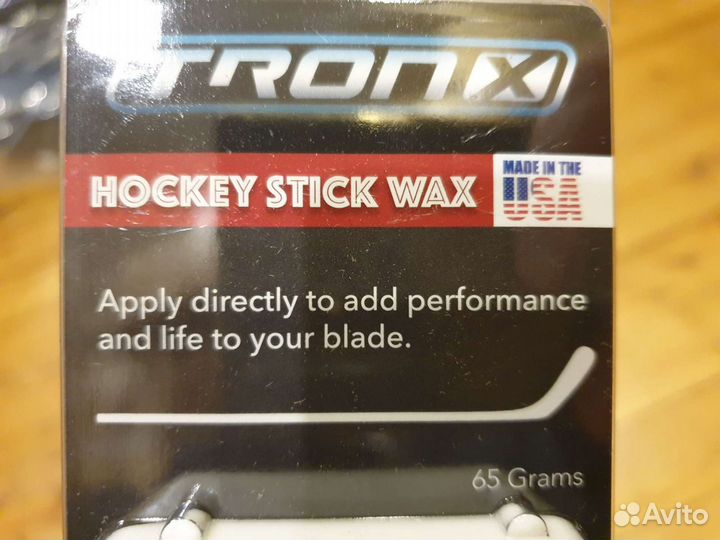 TRONX
HOCKEY STICK WAX
MADE IN THE
USA
Apply directly to add performance
and life to your blade.
65 Grams
Avito